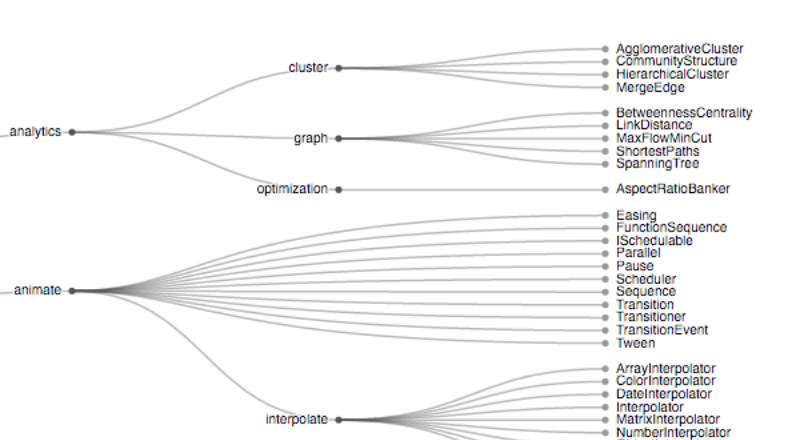 analytics
cluster
AgglomerativeCluster
CommunityStructure
HierarchicalCluster
MergeEdge
graph
BetweennessCentrality
LinkDistance
MaxFlowMinCut
ShortestPaths
SpanningTree
optimization
AspectRatioBanker
animate
Easing
FunctionSequence
ISchedulable
Parallel
Pause
Scheduler
Sequence
Transition
Transitioner
TransitionEvent
Tween
interpolate
ArrayInterpolator
ColorInterpolator
DateInterpolator
Interpolator
MatrixInterpolator
NumberInterpolator